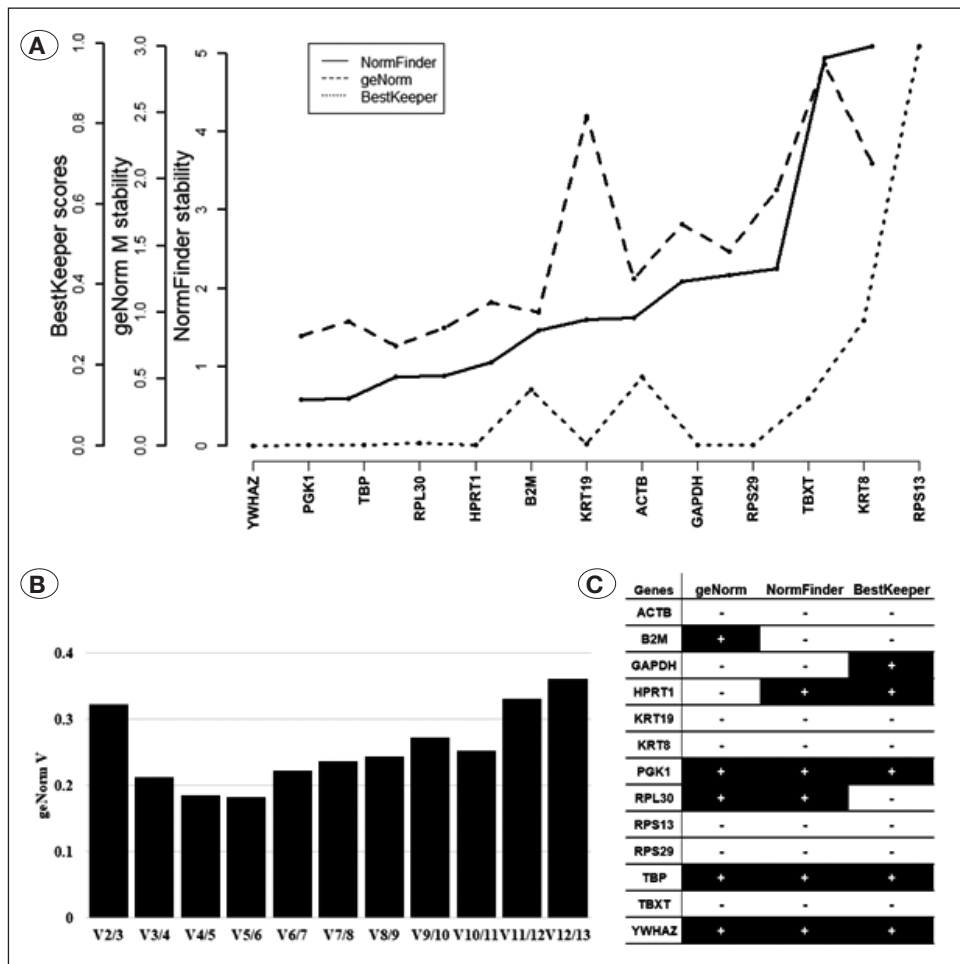 A
NormFinder
geNorm
BestKeeper
BestKeeper scores
0.0
0.2
0.4
0.6
0.8
1.0
geNorm M stability
0.0
0.5
1.0
1.5
2.0
2.5
3.0
NormFinder stability
0
1
2
3
4
5
YWHAZ
PGK1
TBP
RPL30
HPRT1
B2M
KRT19
ACTB
GAPDH
RPS29
TBXT
KRT8
RPS13
B
geNorm V
0.4
0.3
0.2
0.1
0
V2/3 V3/4 V4/5 V5/6 V6/7 V7/8 V8/9 V9/10 V10/11 V11/12 V12/13
C
Genes geNorm NormFinder BestKeeper
ACTB - - -
B2M + - -
GAPDH - - +
HPRT1 - + +
KRT19 - - -
KRT8 - - -
PGK1 + + +
RPL30 + + -
RPS13 - - -
RPS29 - - -
TBP + + +
TBXT - - -
YWHAZ + + +